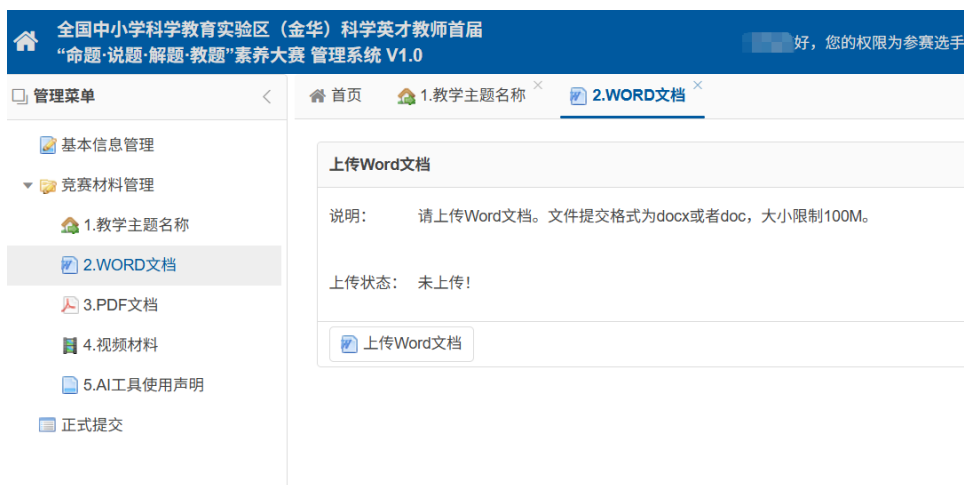 全国中小学科学教育实验区（金华）科学英才教师首届
“命题·说题·解题·教题”素养大赛 管理系统 V1.0
好，您的权限为参赛选手
管理菜单
首页
1.教学主题名称
2.WORD文档
基本信息管理
竞赛材料管理
1.教学主题名称
2.WORD文档
3.PDF文档
4.视频材料
5.AI工具使用声明
正式提交
上传Word文档
说明： 请上传Word文档。文件提交格式为docx或者doc，大小限制100M。
上传状态： 未上传！
上传Word文档